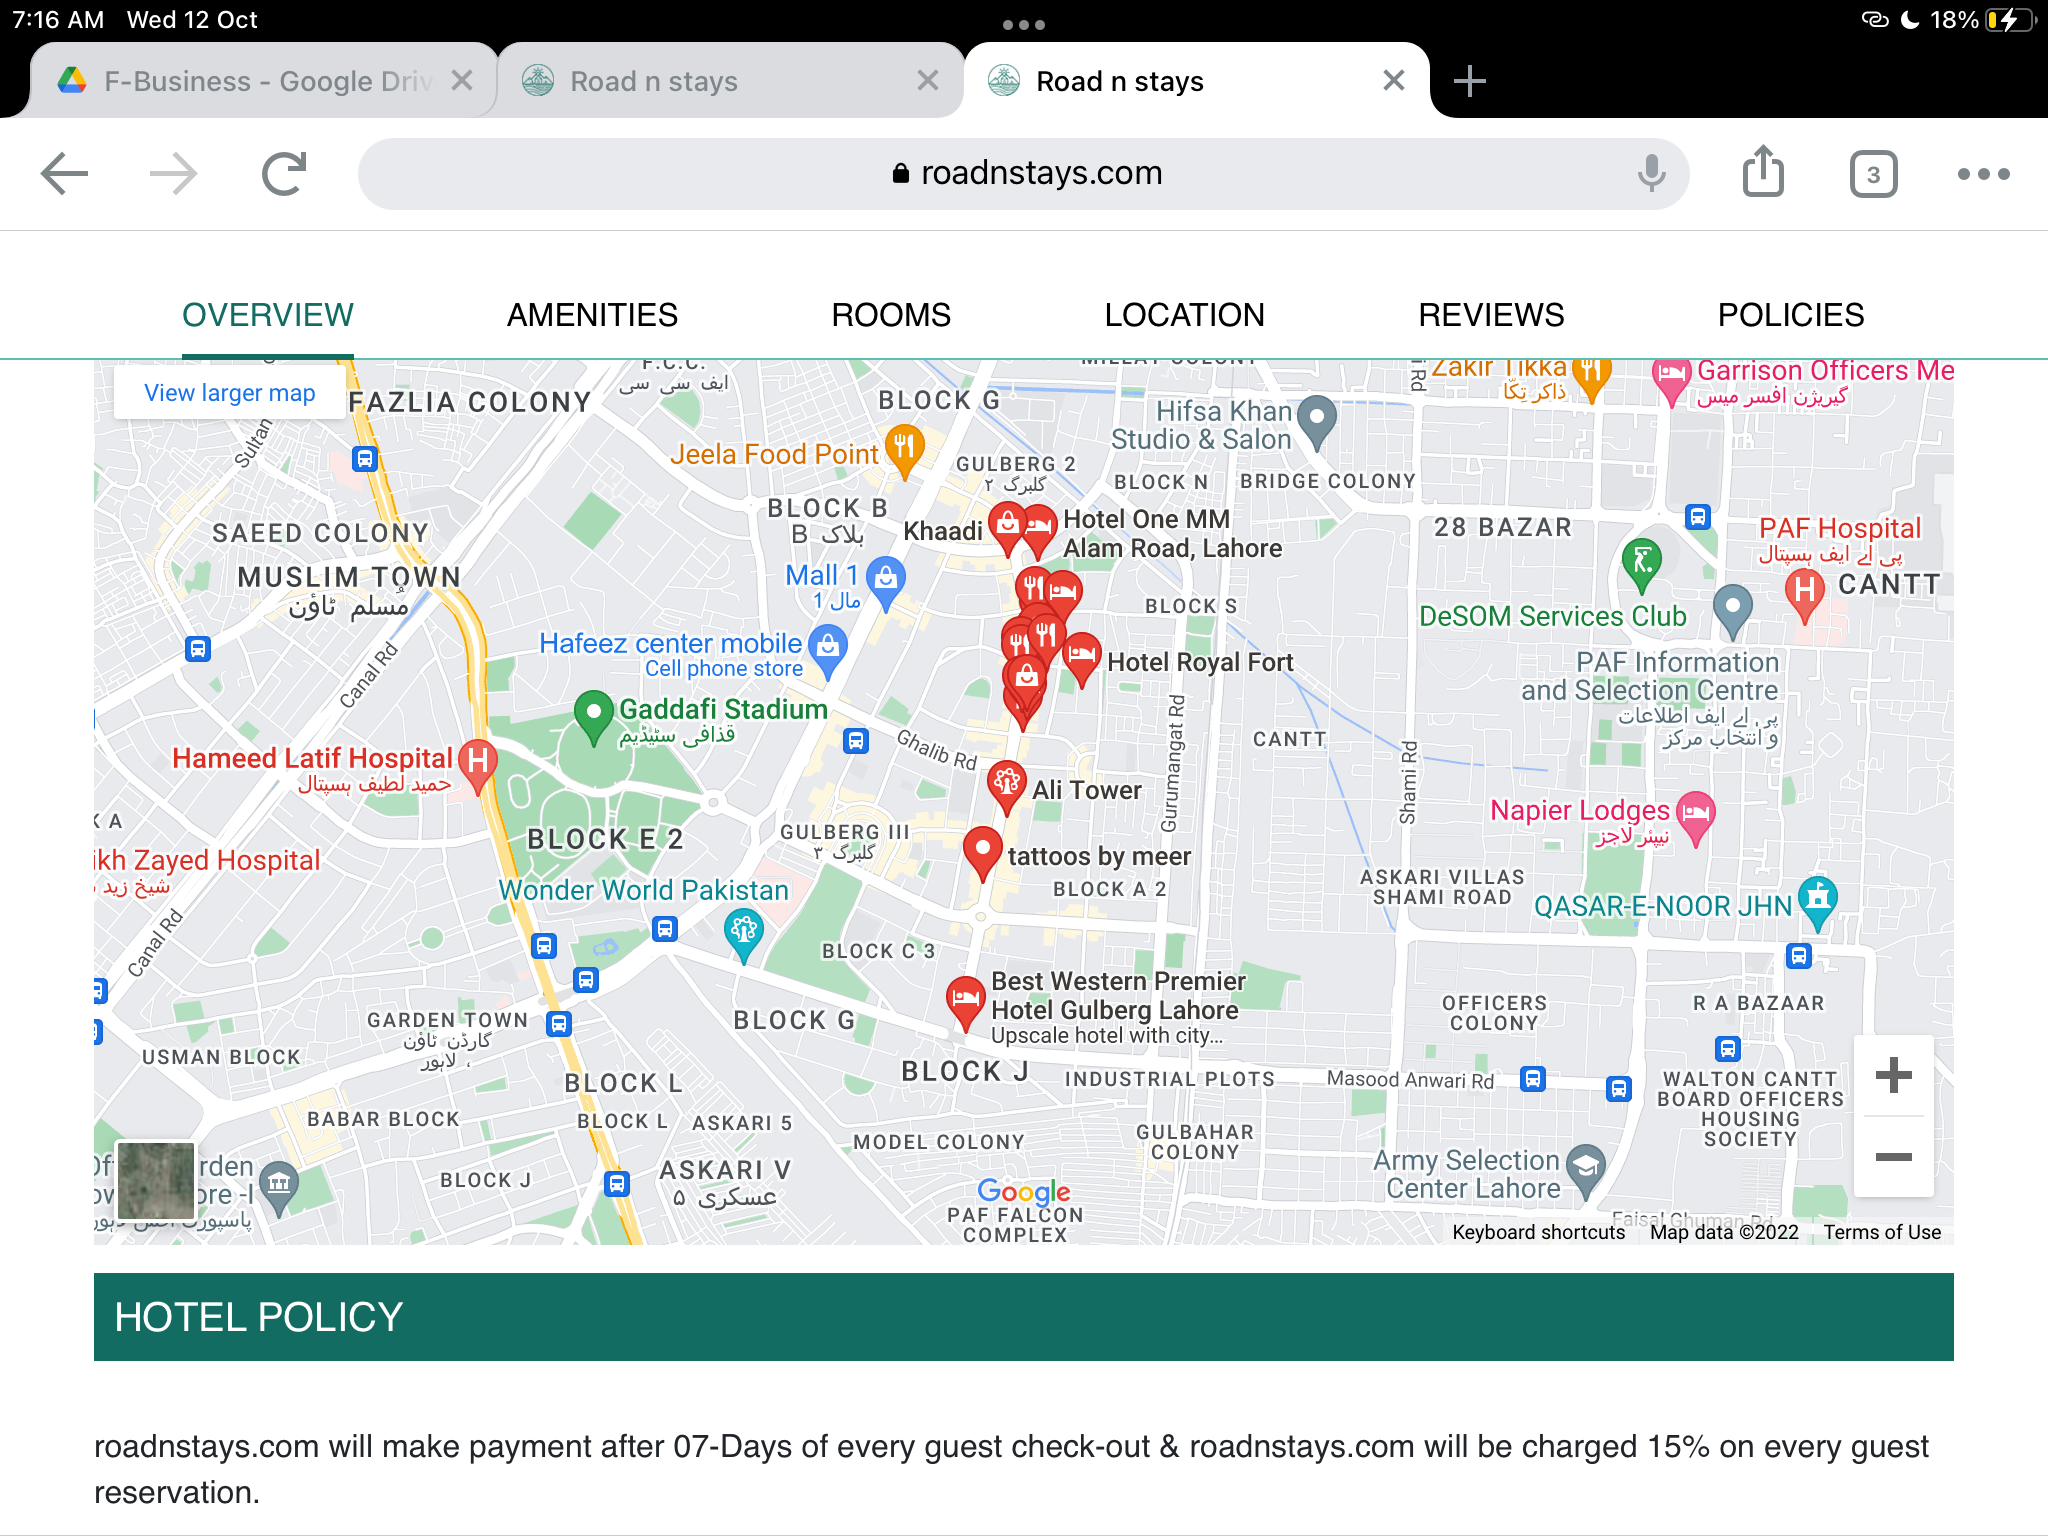 7:16 AM Wed 12 Oct
18%
F-Business - Google Driv
Road n stays
Road n stays
roadnstays.com
3
OVERVIEW
AMENITIES
ROOMS
LOCATION
REVIEWS
POLICIES
View larger map
FAZLIA COLONY
F.C.C.
ایف سی سی
BLOCK G
MILLAT COLONY
Zakir Tikka
ذاکر تِکّا
Garrison Officers Me
گیریژن افسر میس
Hifsa Khan
Studio & Salon
Sultan
Jeela Food Point
GULBERG 2
گلبرگ ۲
BLOCK N
BRIDGE COLONY
BLOCK B
بلاک B
Khaadi
Hotel One MM
Alam Road, Lahore
28 BAZAR
PAF Hospital
پی اے ایف ہسپتال
CANTT
SAEED COLONY
MUSLIM TOWN
مُسلم ٹاؤن
Mall 1
مال 1
BLOCK S
DeSOM Services Club
Hafeez center mobile
Cell phone store
Hotel Royal Fort
PAF Information
and Selection Centre
پی اے ایف اطلاعات
و انتخاب مرکز
Canal Rd
Gaddafi Stadium
قذافی سٹیڈیم
Ghalib Rd
Gurumangat Rd
CANTT
Shami Rd
Hameed Latif Hospital
حمید لطیف ہسپتال
Ali Tower
Napier Lodges
نیپئر لاجز
K A
BLOCK E 2
GULBERG III
گلبرگ ۳
ikh Zayed Hospital
شیخ زید
tattoos by meer
BLOCK A 2
ASKARI VILLAS
SHAMI ROAD
QASAR-E-NOOR JHN
Wonder World Pakistan
Canal Rd
BLOCK C 3
Best Western Premier
Hotel Gulberg Lahore
Upscale hotel with city...
OFFICERS
COLONY
R A BAZAAR
GARDEN TOWN
گارڈن ٹاؤن
، لاہور
BLOCK G
USMAN BLOCK
BLOCK J
INDUSTRIAL PLOTS
Masood Anwari Rd
WALTON CANTT
BOARD OFFICERS
HOUSING
SOCIETY
BLOCK L
BABAR BLOCK
BLOCK L
ASKARI 5
MODEL COLONY
GULBAHAR
COLONY
BLOCK J
ASKARI V
عسکری ۵
Army Selection
Center Lahore
rden
ore -I
Google
PAF FALCON
COMPLEX
Faisal Ghuman Rd
Keyboard shortcuts
Map data ©2022
Terms of Use
HOTEL POLICY
roadnstays.com will make payment after 07-Days of every guest check-out & roadnstays.com will be charged 15% on every guest
reservation.